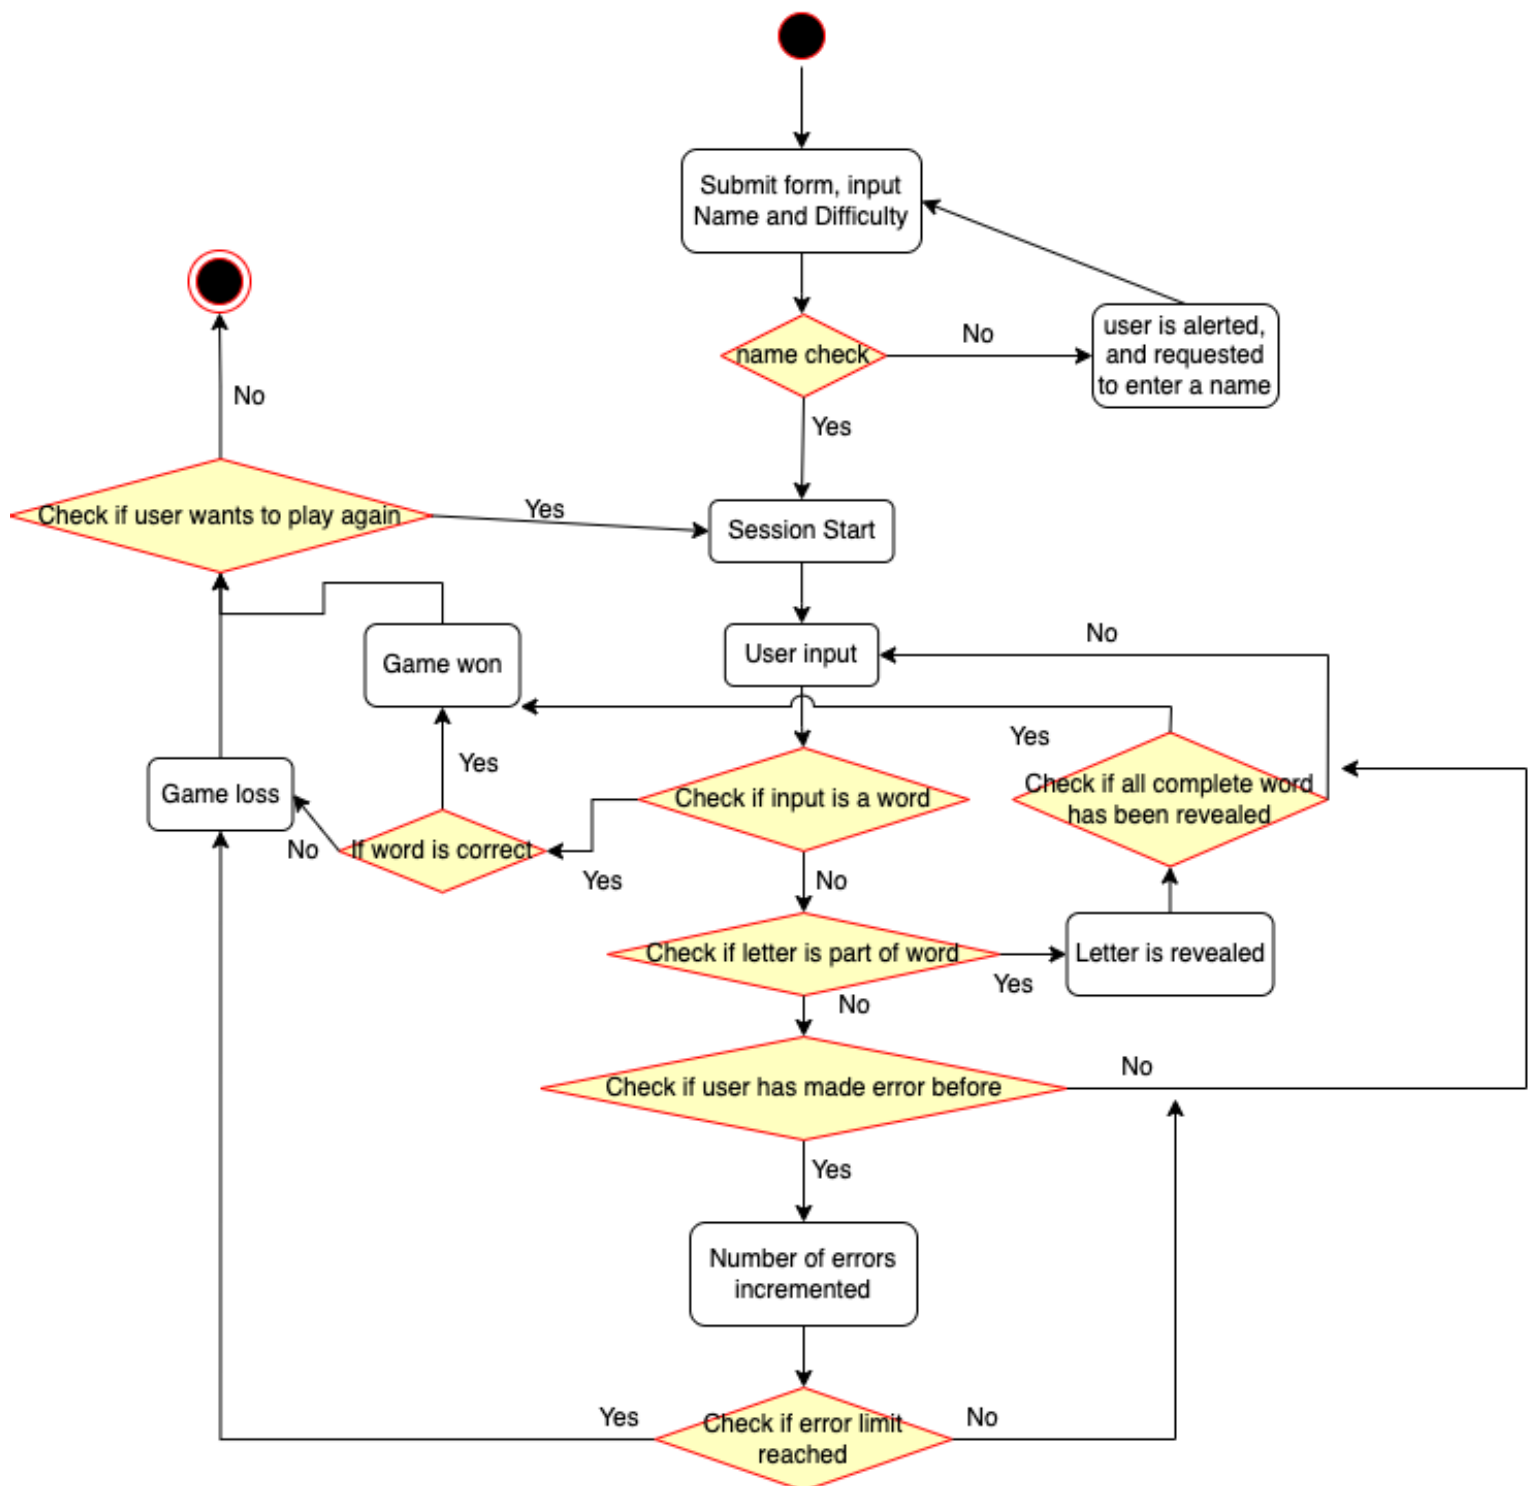 Submit form, input
Name and Difficulty
name check
No
user is alerted,
and requested
to enter a name
Yes
No
Check if user wants to play again
Yes
Session Start
User input
No
Game won
Yes
Check if all complete word
has been revealed
Game loss
Yes
Check if input is a word
No
If word is correct
Yes
No
Check if letter is part of word
Yes
Letter is revealed
No
Check if user has made error before
No
Yes
Number of errors
incremented
Yes
Check if error limit
reached
No